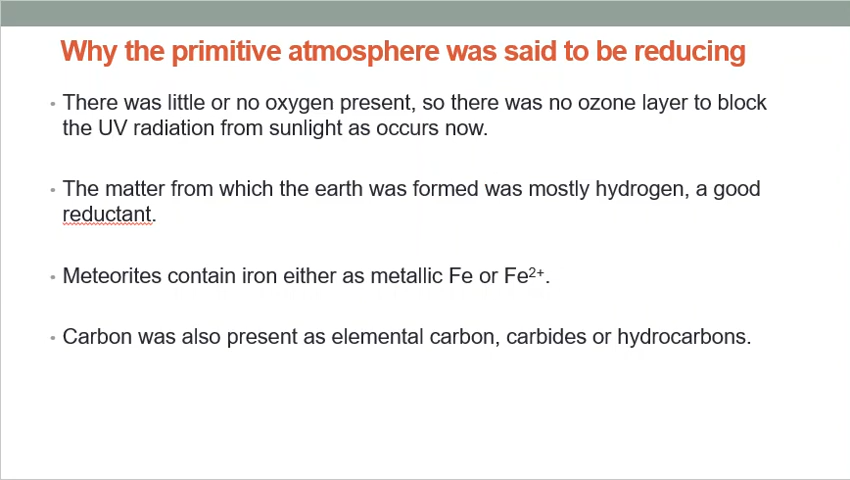 Why the primitive atmosphere was said to be reducing
• There was little or no oxygen present, so there was no ozone layer to block
the UV radiation from sunlight as occurs now.
• The matter from which the earth was formed was mostly hydrogen, a good
reductant.
• Meteorites contain iron either as metallic Fe or Fe²⁺.
• Carbon was also present as elemental carbon, carbides or hydrocarbons.